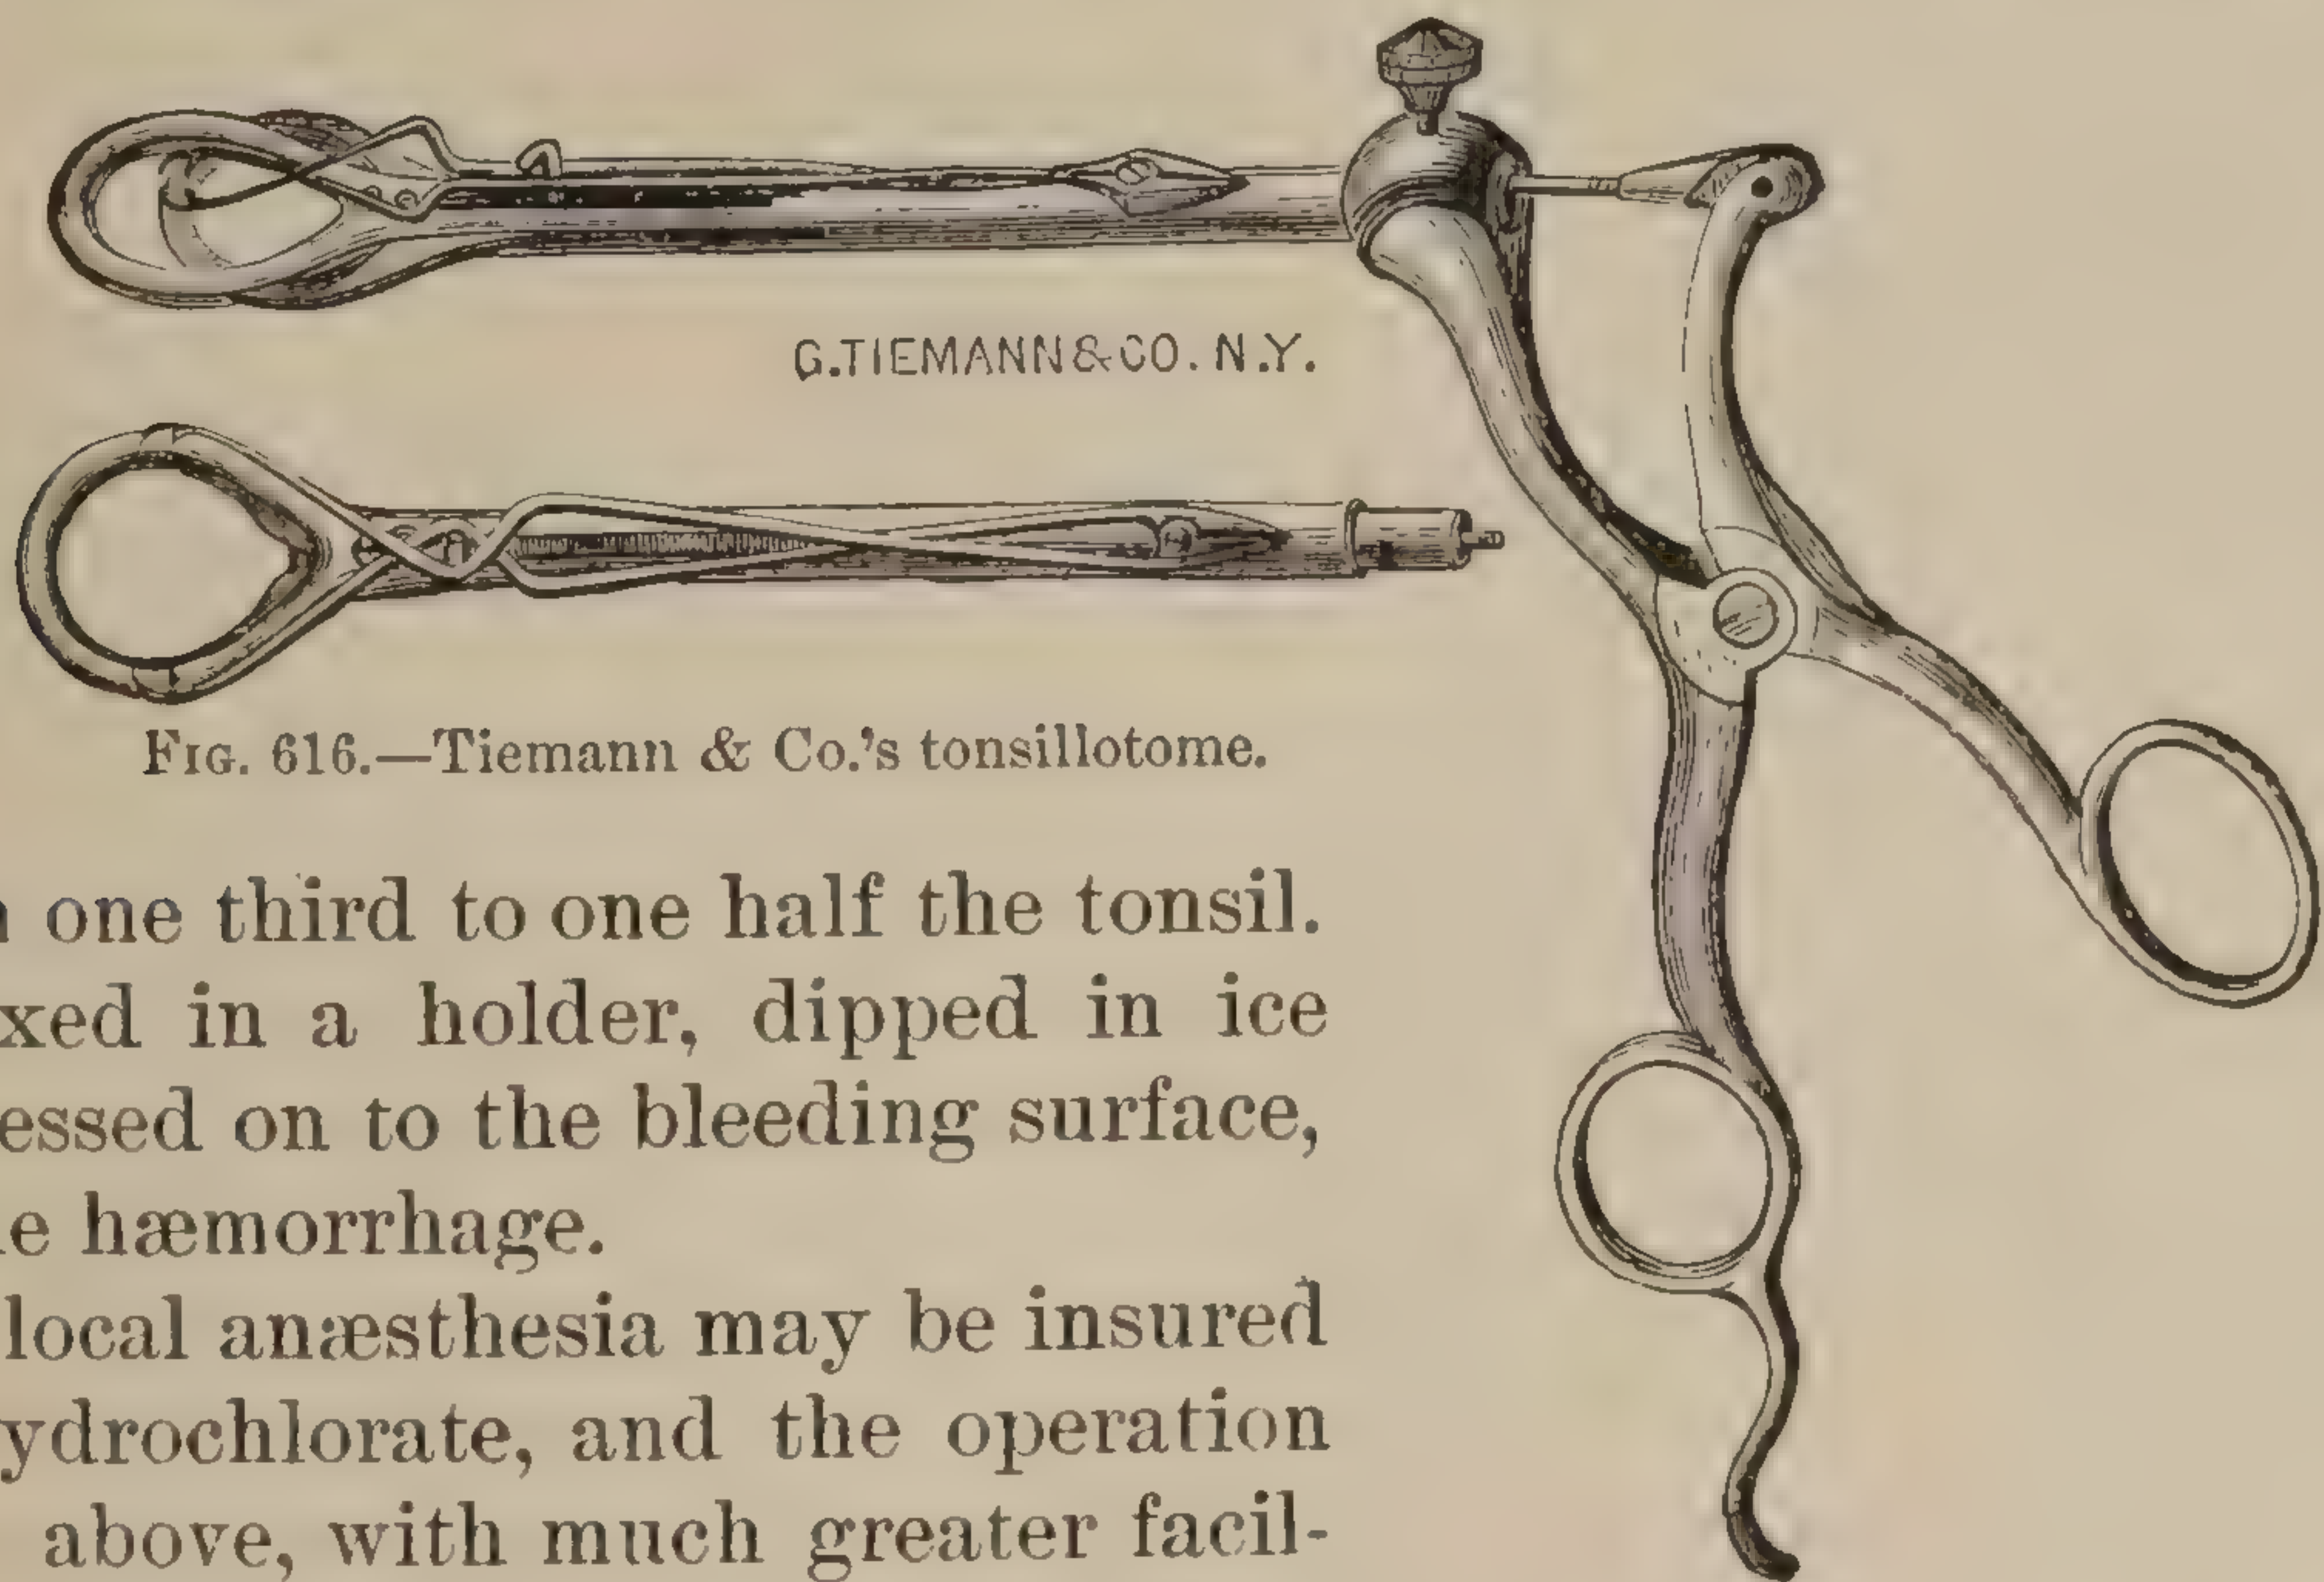 G.TIEMANN & CO. N.Y.
FIG. 616.—Tiemann & Co.'s tonsillotome.
one third to one half the tonsil.
xed in a holder, dipped in ice
essed on to the bleeding surface,
e hæmorrhage.
local anæsthesia may be insured
ydrochlorate, and the operation
above, with much greater facil-